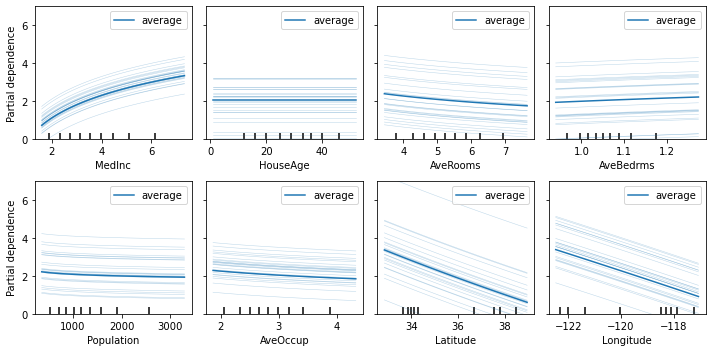 average
average
average
average
Partial dependence
6
4
2
0
2
4
6
MedInc
0
20
40
HouseAge
4
5
6
7
AveRooms
1.0
1.1
1.2
AveBedrms
average
average
average
average
Partial dependence
6
4
2
0
1000
2000
3000
Population
2
3
4
AveOccup
34
36
38
Latitude
−122
−120
−118
Longitude